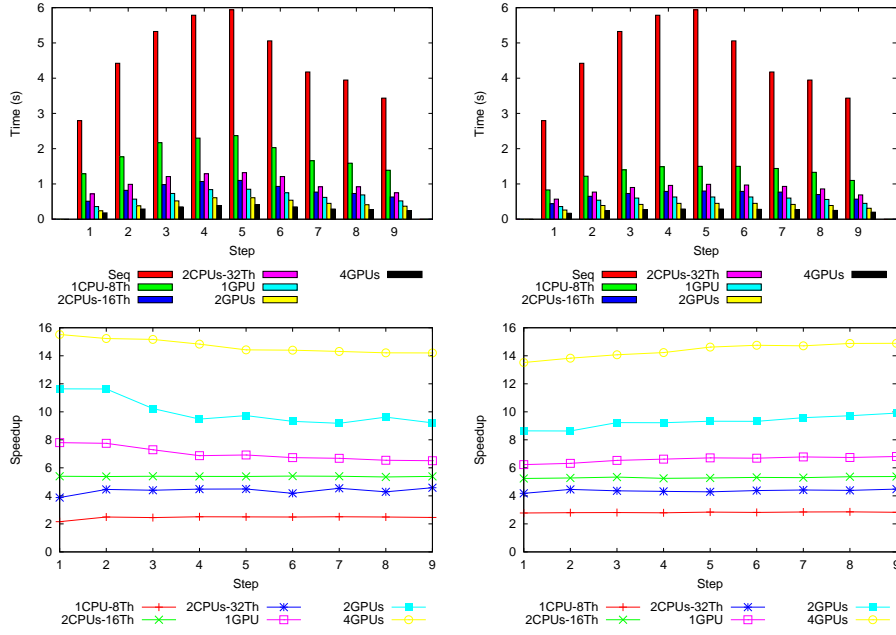 6
5
4
3
2
1
0
Time (s)
1 2 3 4 5 6 7 8 9
Step
Seq 2CPUs-32Th 4GPUs
1CPU-8Th 1GPU
2CPUs-16Th 2GPUs
6
5
4
3
2
1
0
Time (s)
1 2 3 4 5 6 7 8 9
Step
Seq 2CPUs-32Th 4GPUs
1CPU-8Th 1GPU
2CPUs-16Th 2GPUs
16
14
12
10
8
6
4
2
0
Speedup
1 2 3 4 5 6 7 8 9
Step
1CPU-8Th 2CPUs-32Th 2GPUs
2CPUs-16Th 1GPU 4GPUs
16
14
12
10
8
6
4
2
0
Speedup
1 2 3 4 5 6 7 8 9
Step
1CPU-8Th 2CPUs-32Th 2GPUs
2CPUs-16Th 1GPU 4GPUs